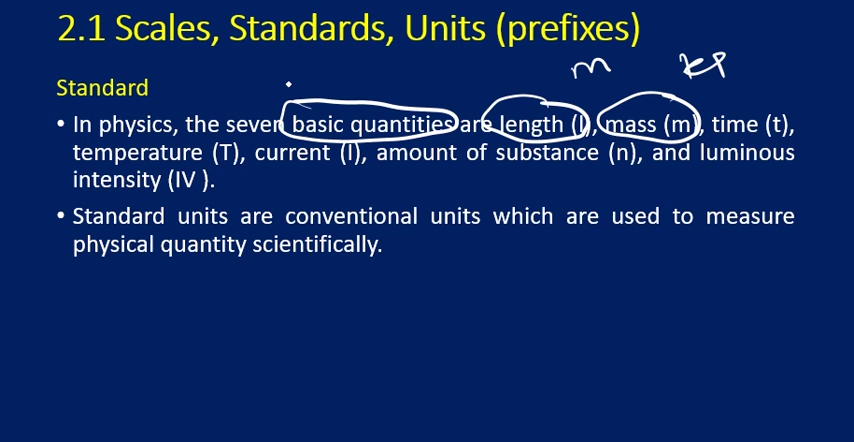 2.1 Scales, Standards, Units (prefixes)
m kg
Standard
• In physics, the seven basic quantities are length (l), mass (m), time (t),
temperature (T), current (I), amount of substance (n), and luminous
intensity (IV ).
• Standard units are conventional units which are used to measure
physical quantity scientifically.